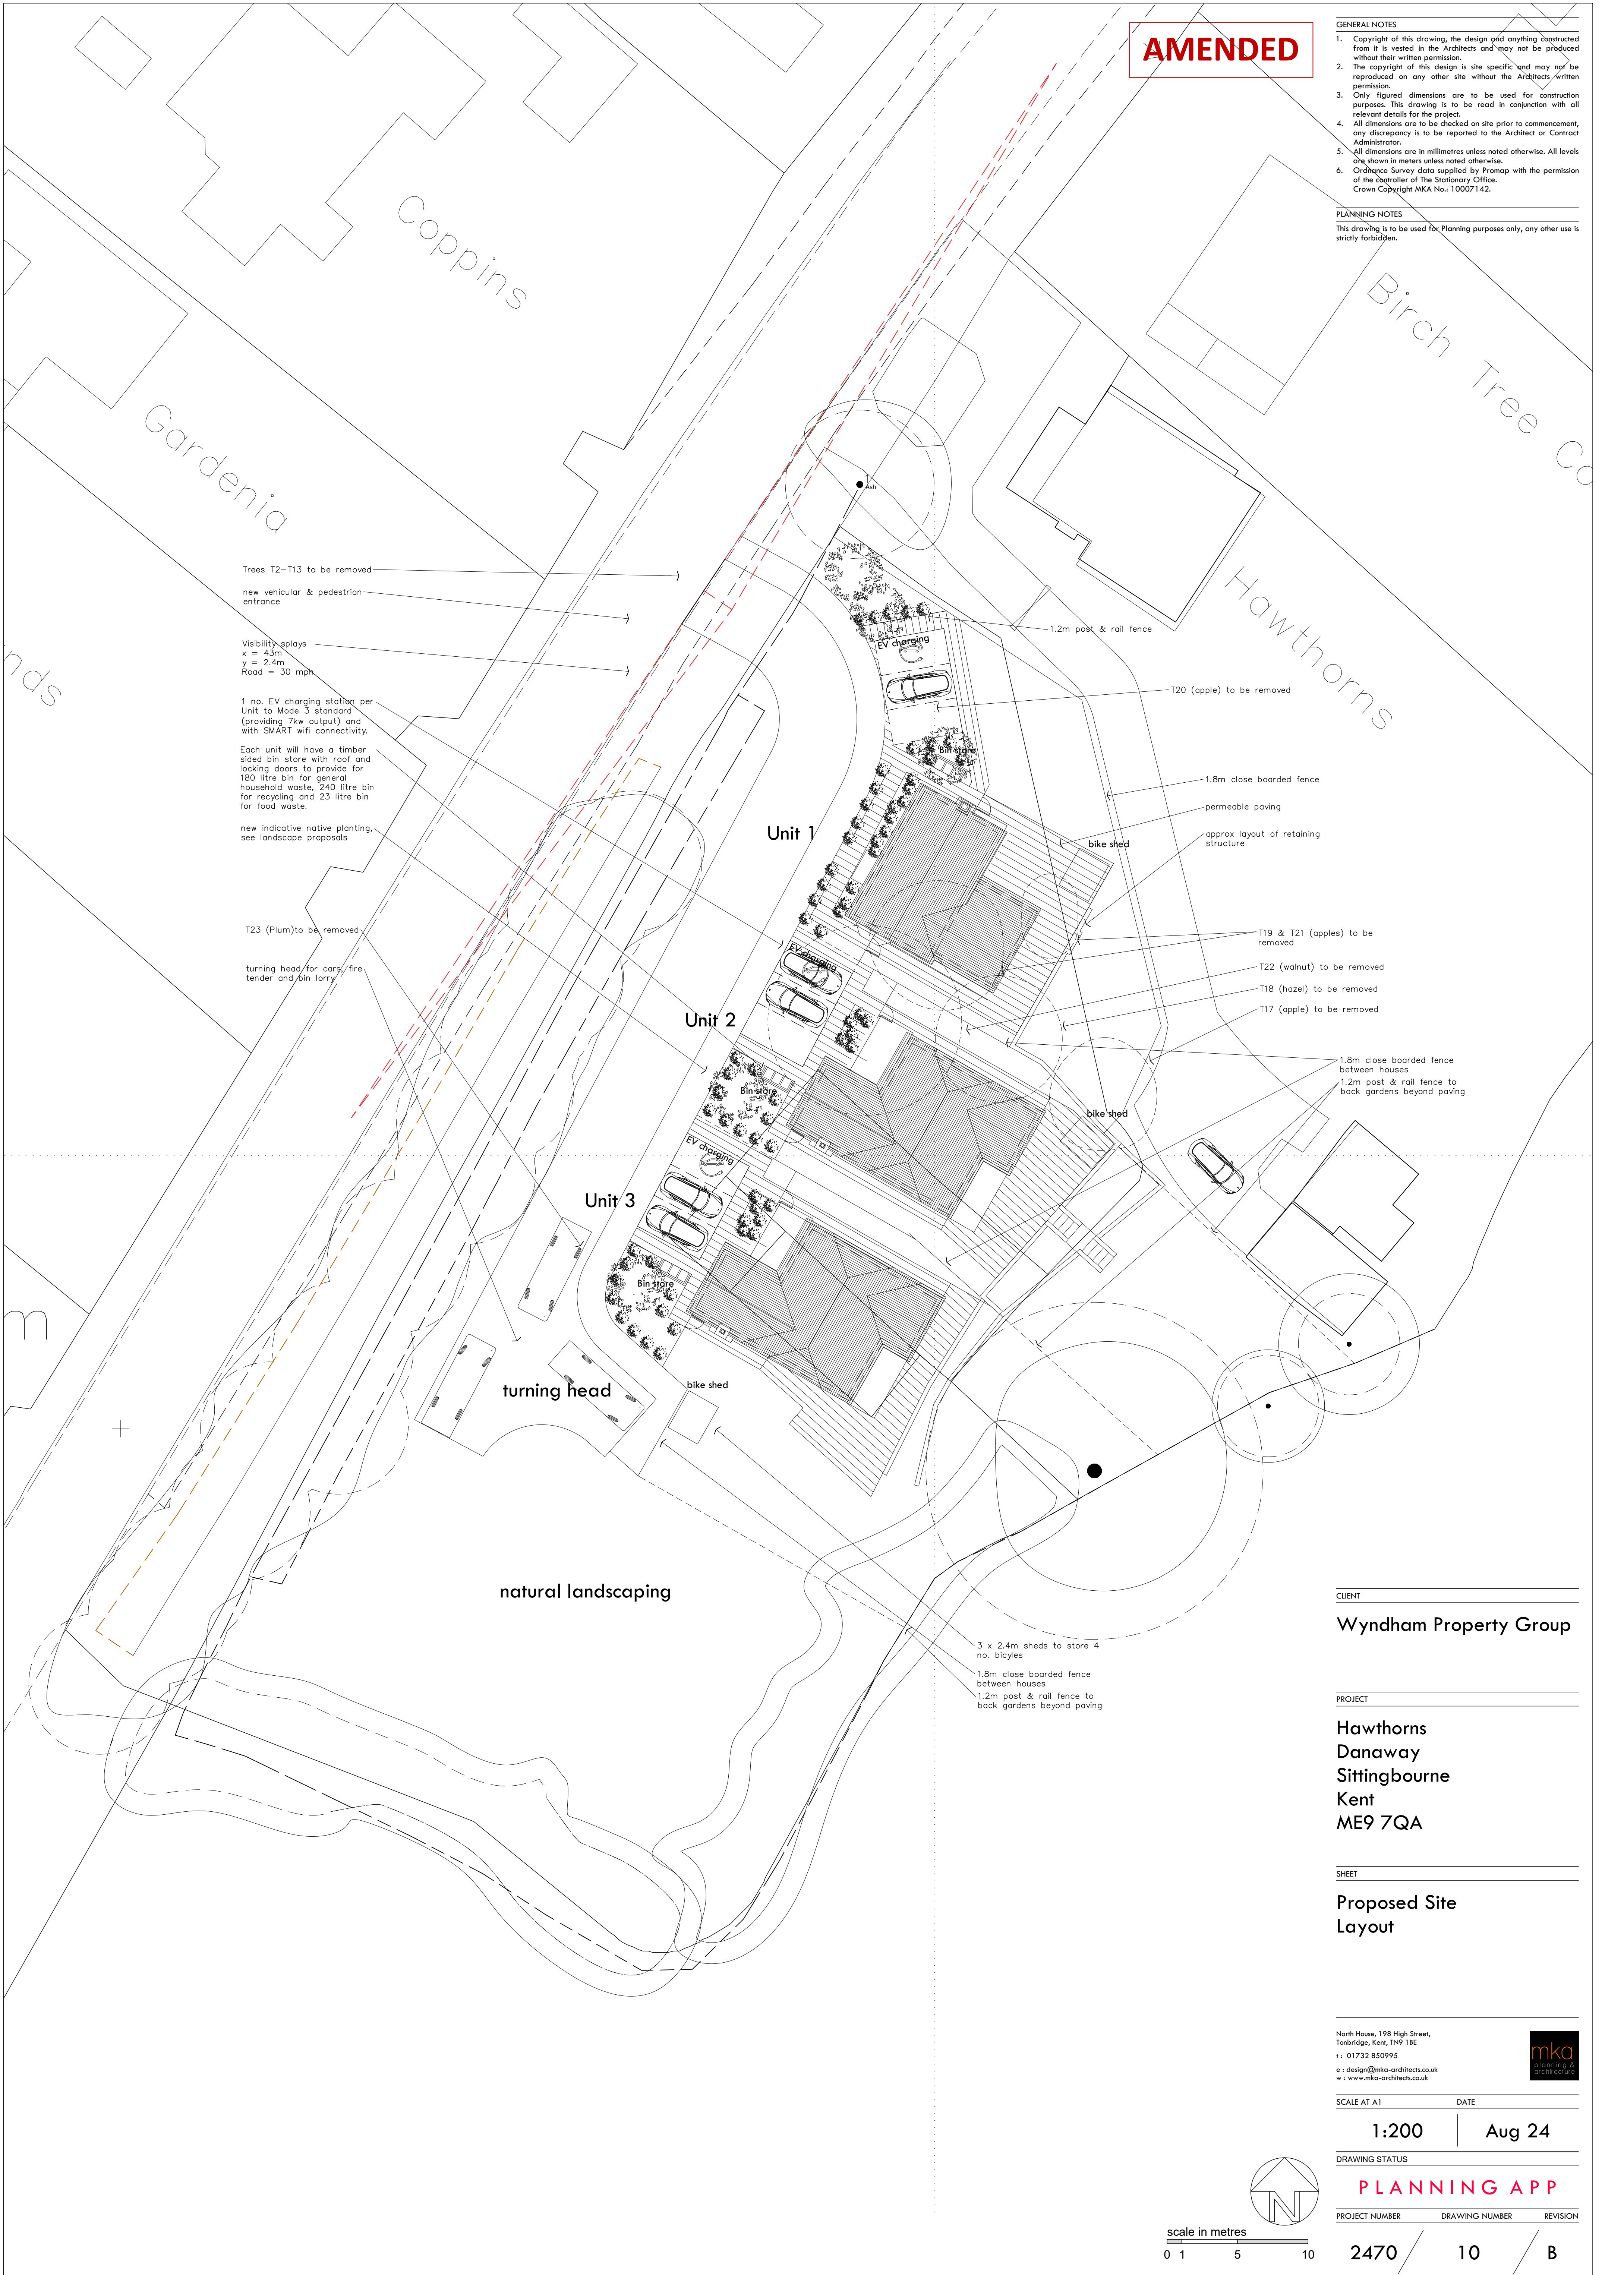 AMENDED
GENERAL NOTES
1. Copyright of this drawing, the design and anything constructed
from it is vested in the Architects and may not be produced
without their written permission.
2. The copyright of this design is site specific and may not be
reproduced on any other site without the Architects written
permission.
3. Only figured dimensions are to be used for construction
purposes. This drawing is to be read in conjunction with all
relevant details for the project.
4. All dimensions are to be checked on site prior to commencement,
any discrepancy is to be reported to the Architect or Contract
Administrator.
5. All dimensions are in millimetres unless noted otherwise. All levels
are shown in meters unless noted otherwise.
6. Ordnance Survey data supplied by Promap with the permission
of the controller of The Stationary Office.
Crown Copyright MKA No.: 10007142.
PLANNING NOTES
This drawing is to be used for Planning purposes only, any other use is
strictly forbidden.
Coppins
Gardenia
Birch Tree Co
Hawthorns
nds
m
Ash
Trees T2-T13 to be removed
new vehicular & pedestrian
entrance
Visibility splays
x = 43m
y = 2.4m
Road = 30 mph
1 no. EV charging station per
Unit to Mode 3 standard
(providing 7kw output) and
with SMART wifi connectivity.
Each unit will have a timber
sided bin store with roof and
locking doors to provide for
180 litre bin for general
household waste, 240 litre bin
for recycling and 23 litre bin
for food waste.
new indicative native planting,
see landscape proposals
T23 (Plum)to be removed
turning head for cars, fire
tender and bin lorry
EV charging
1.2m post & rail fence
T20 (apple) to be removed
Bin store
1.8m close boarded fence
permeable paving
approx layout of retaining
structure
Unit 1
bike shed
T19 & T21 (apples) to be
removed
T22 (walnut) to be removed
T18 (hazel) to be removed
T17 (apple) to be removed
EV charging
Unit 2
1.8m close boarded fence
between houses
1.2m post & rail fence to
back gardens beyond paving
Bin store
bike shed
EV charging
Unit 3
Bin store
turning head
bike shed
natural landscaping
3 x 2.4m sheds to store 4
no. bicyles
1.8m close boarded fence
between houses
1.2m post & rail fence to
back gardens beyond paving
CLIENT
Wyndham Property Group
PROJECT
Hawthorns
Danaway
Sittingbourne
Kent
ME9 7QA
SHEET
Proposed Site
Layout
North House, 198 High Street,
Tonbridge, Kent, TN9 1BE
t : 01732 850995
e : design@mka-architects.co.uk
w : www.mka-architects.co.uk
mka
planning &
architecture
SCALE AT A1 DATE
1:200 Aug 24
DRAWING STATUS
PLANNING APP
PROJECT NUMBER DRAWING NUMBER REVISION
2470 10 B
N
scale in metres
0 1 5 10